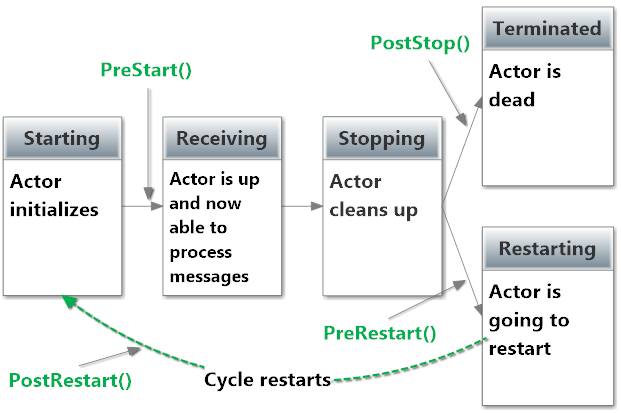 PreStart()
PostStop()
Starting
Actor
initializes
Receiving
Actor is up
and now
able to
process
messages
Stopping
Actor
cleans up
Terminated
Actor is
dead
Restarting
Actor is
going to
restart
PreRestart()
PostRestart()
Cycle restarts